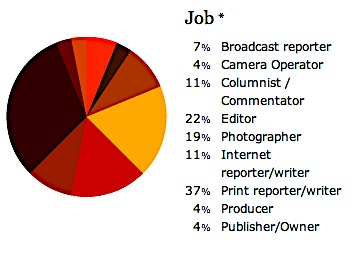 Job *
7% Broadcast reporter
4% Camera Operator
11% Columnist /
Commentator
22% Editor
19% Photographer
11% Internet
reporter/writer
37% Print reporter/writer
4% Producer
4% Publisher/Owner